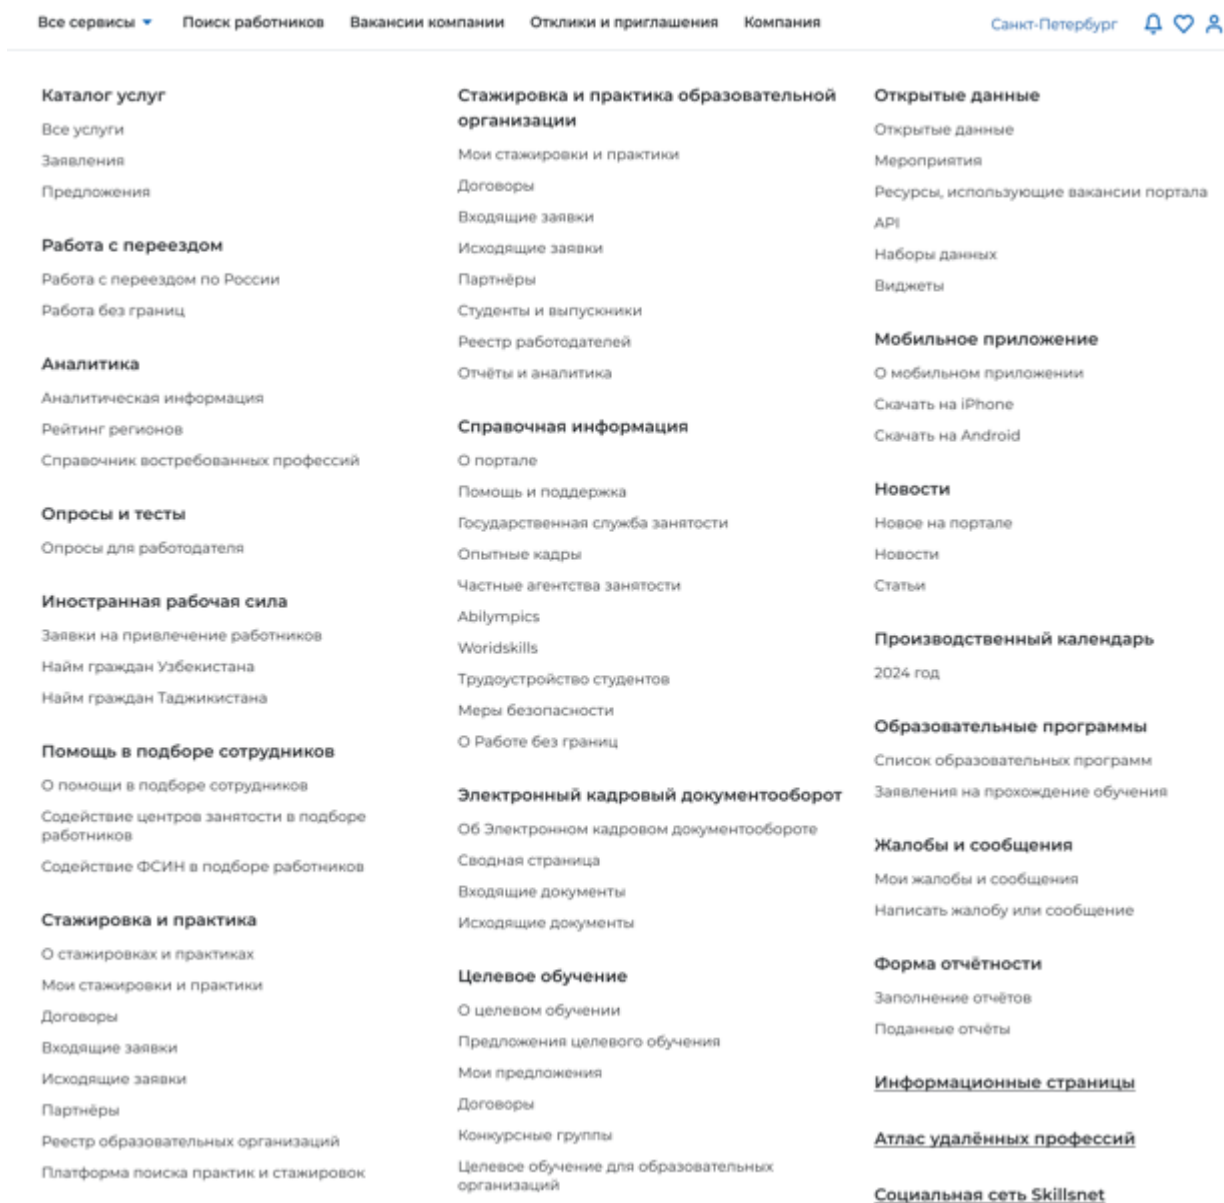 Все сервисы
Поиск работников
Вакансии компании
Отклики и приглашения
Компания
Санкт-Петербург
Каталог услуг
Все услуги
Заявления
Предложения
Работа с переездом
Работа с переездом по России
Работа без границ
Аналитика
Аналитическая информация
Рейтинг регионов
Справочник востребованных профессий
Опросы и тесты
Опросы для работодателя
Иностранная рабочая сила
Заявки на привлечение работников
Найм граждан Узбекистана
Найм граждан Таджикистана
Помощь в подборе сотрудников
О помощи в подборе сотрудников
Содействие центров занятости в подборе
работников
Содействие ФСИН в подборе работников
Стажировка и практика
О стажировках и практиках
Мои стажировки и практики
Договоры
Входящие заявки
Исходящие заявки
Партнёры
Реестр образовательных организаций
Платформа поиска практик и стажировок
Стажировка и практика образовательной
организации
Мои стажировки и практики
Договоры
Входящие заявки
Исходящие заявки
Партнёры
Студенты и выпускники
Реестр работодателей
Отчёты и аналитика
Справочная информация
О портале
Помощь и поддержка
Государственная служба занятости
Опытные кадры
Частные агентства занятости
Abilympics
Woridskills
Трудоустройство студентов
Меры безопасности
О Работе без границ
Электронный кадровый документооборот
Об Электронном кадровом документообороте
Сводная страница
Входящие документы
Исходящие документы
Целевое обучение
О целевом обучении
Предложения целевого обучения
Мои предложения
Договоры
Конкурсные группы
Целевое обучение для образовательных
организаций
Открытые данные
Открытые данные
Мероприятия
Ресурсы, использующие вакансии портала
API
Наборы данных
Виджеты
Мобильное приложение
О мобильном приложении
Скачать на iPhone
Скачать на Android
Новости
Новое на портале
Новости
Статьи
Производственный календарь
2024 год
Образовательные программы
Список образовательных программ
Заявления на прохождение обучения
Жалобы и сообщения
Мои жалобы и сообщения
Написать жалобу или сообщение
Форма отчётности
Заполнение отчётов
Поданные отчёты
Информационные страницы
Атлас удалённых профессий
Социальная сеть Skillsnet